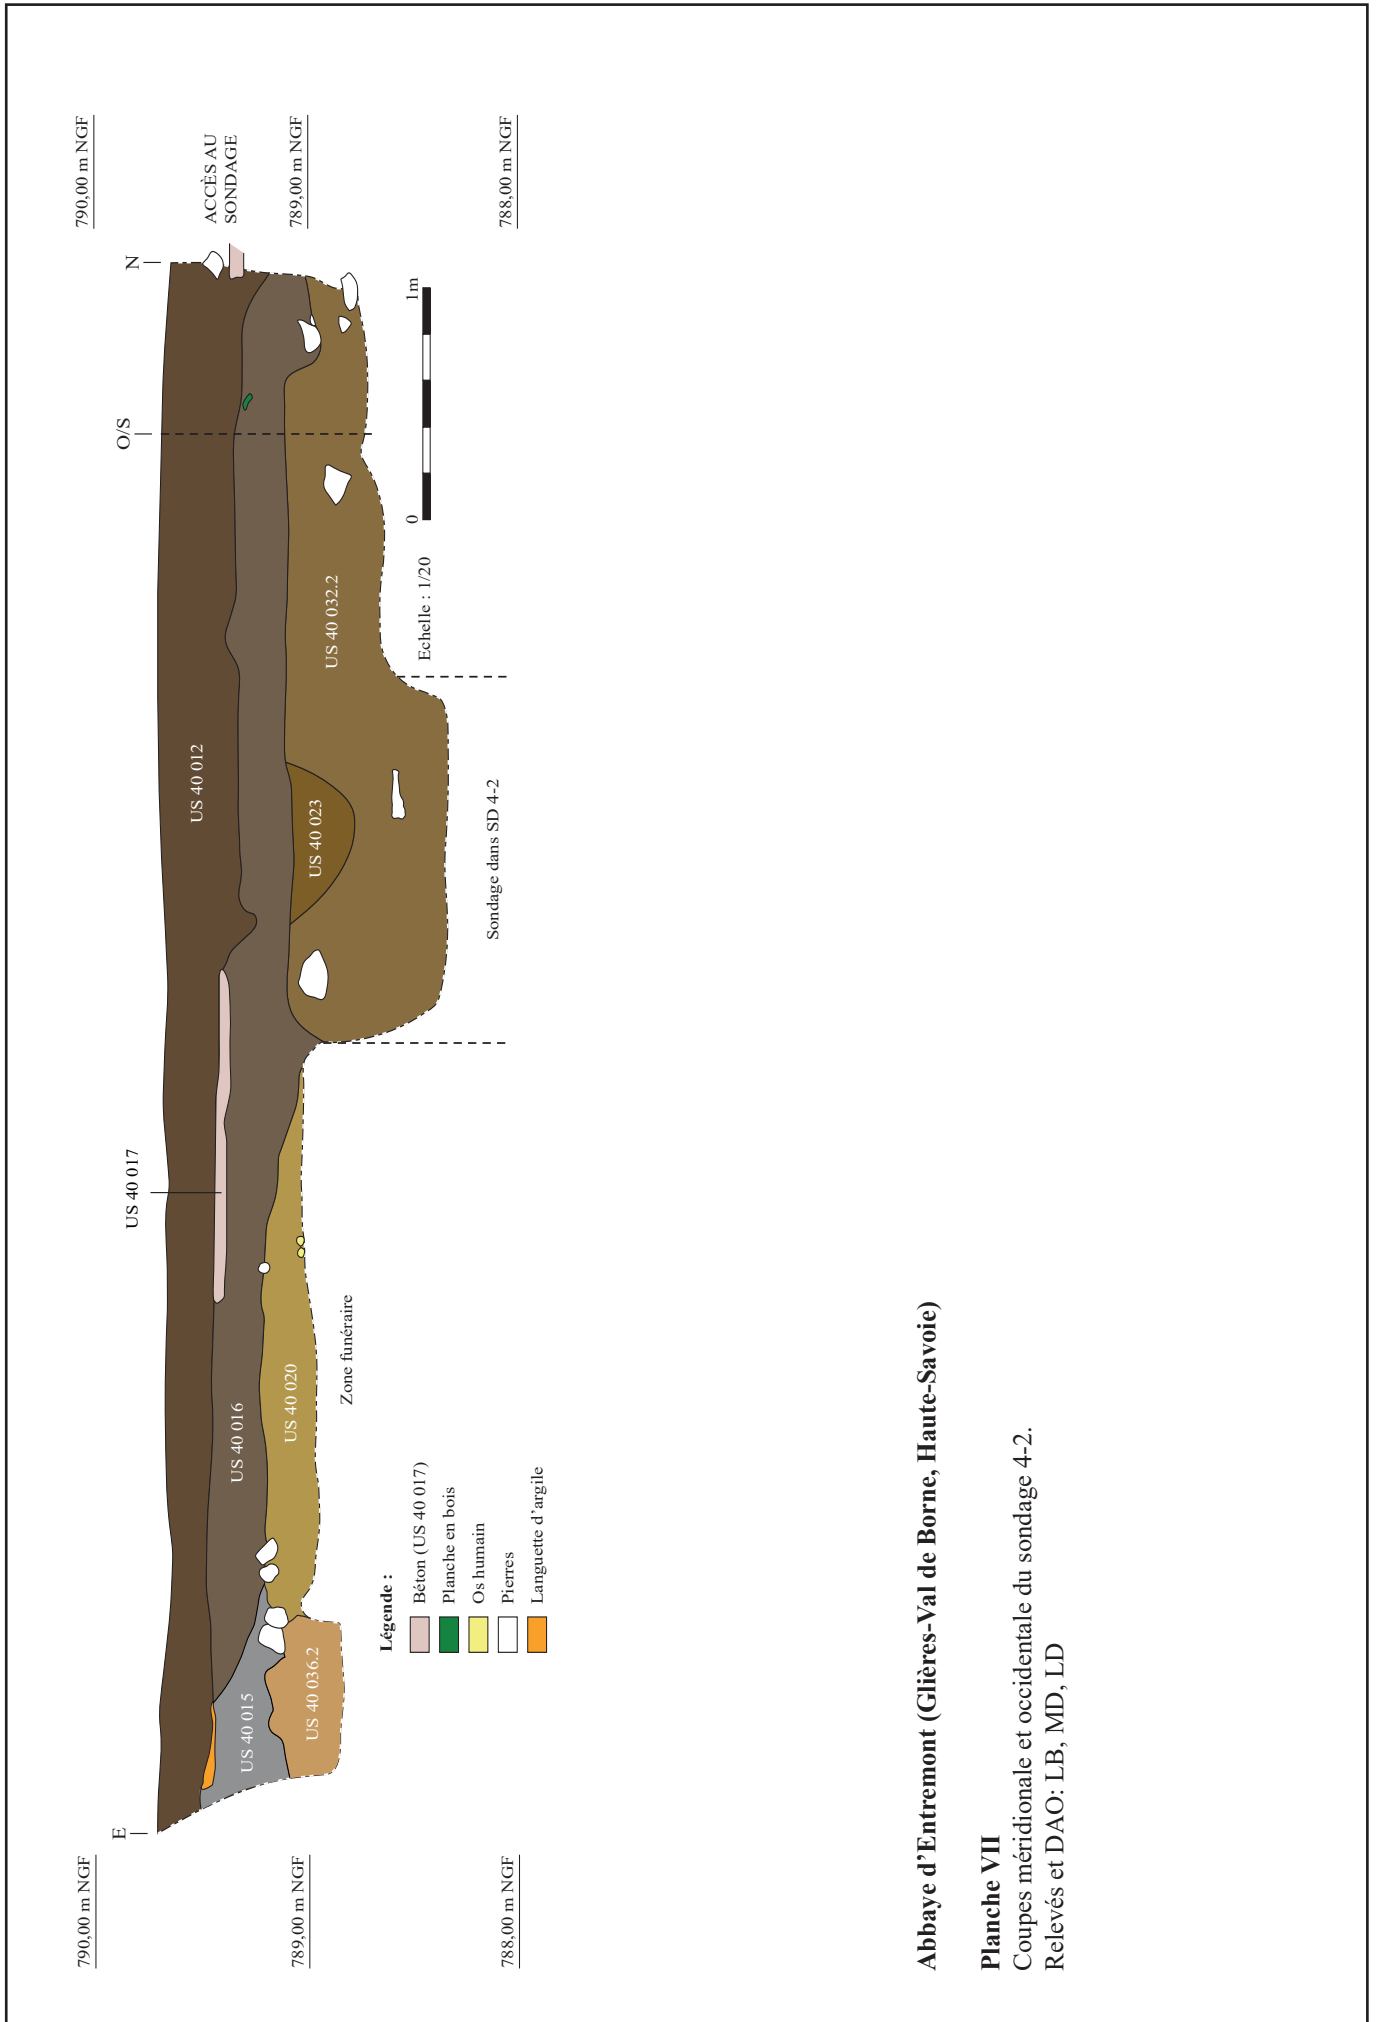 790,00 m NGF
789,00 m NGF
788,00 m NGF
E
US 40 017
O/S
N
ACCÈS AU
SONDAGE
790,00 m NGF
789,00 m NGF
788,00 m NGF
US 40 012
US 40 015
US 40 016
US 40 036.2
US 40 020
US 40 023
US 40 032.2
Zone funéraire
Sondage dans SD 4-2
Echelle : 1/20
0
1m
Légende :
Béton (US 40 017)
Planche en bois
Os humain
Pierres
Languette d’argile
Abbaye d’Entremont (Glières-Val de Borne, Haute-Savoie)
Planche VII
Coupes méridionale et occidentale du sondage 4-2.
Relevés et DAO: LB, MD, LD